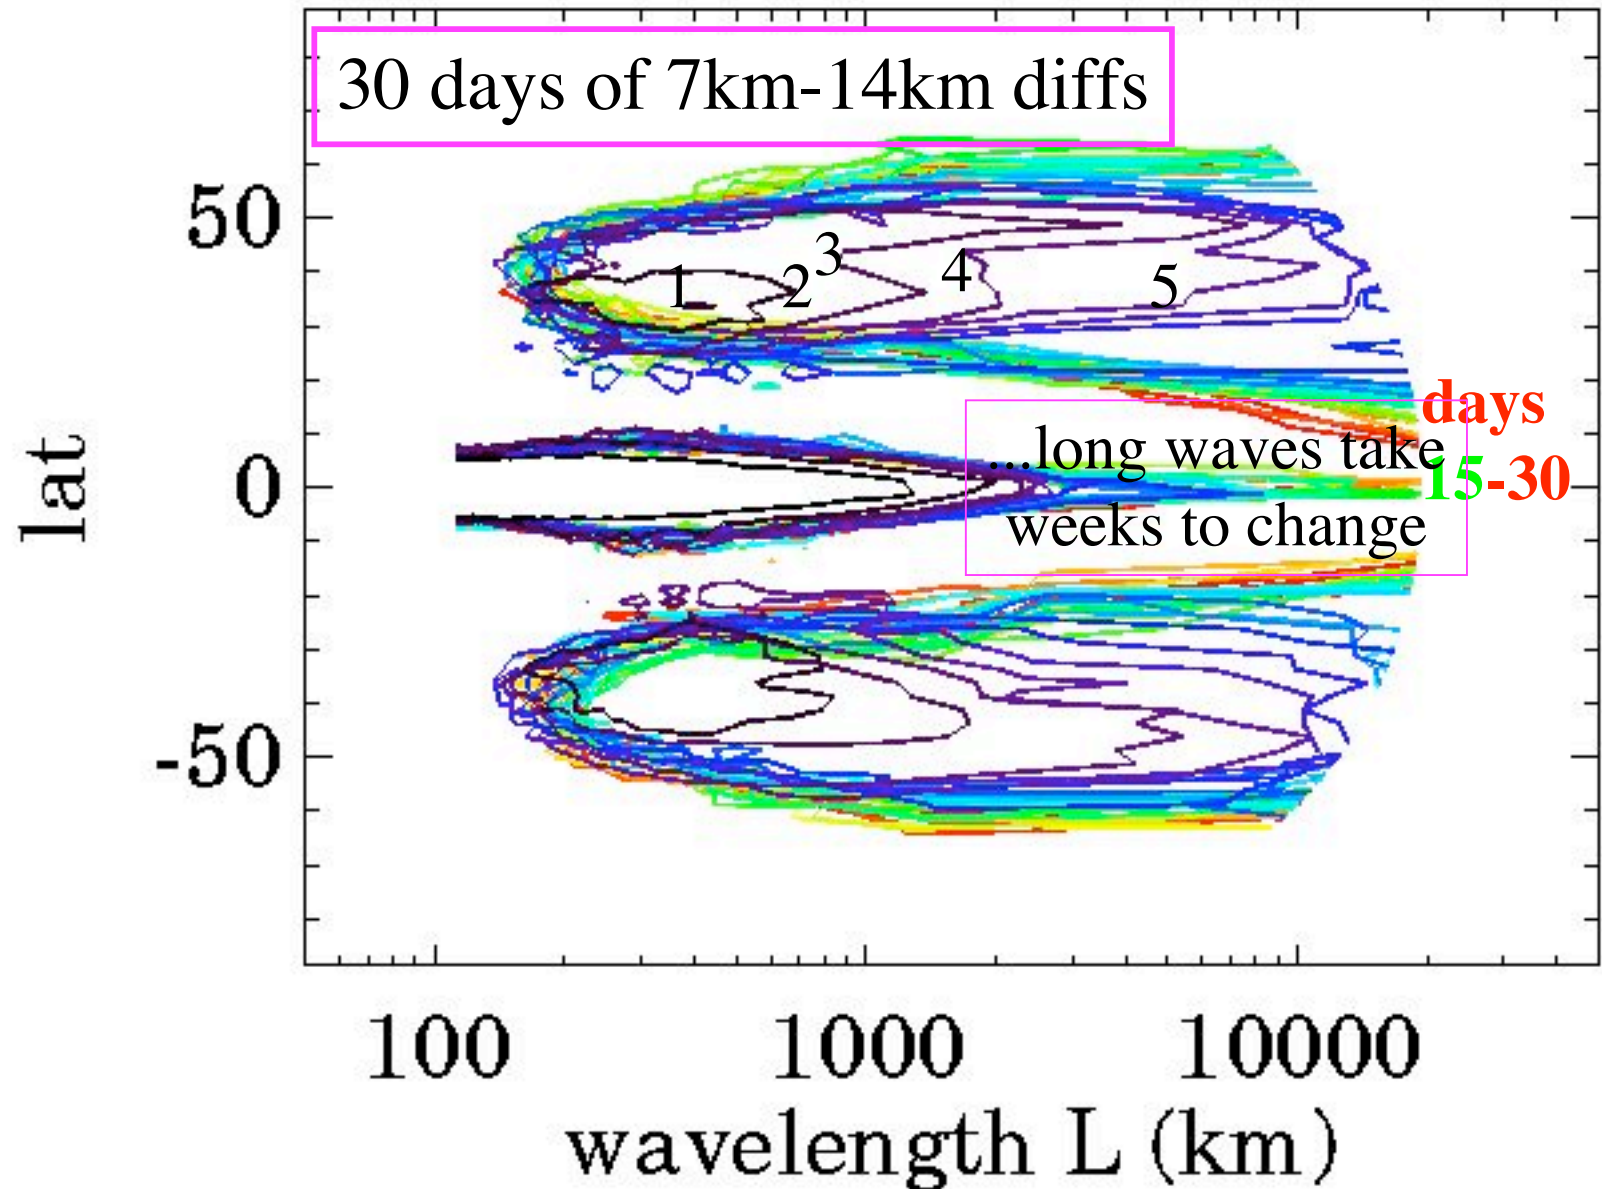 30 days of 7km-14km diffs
50
0
-50
lat
1
2
3
4
5
days
15-30
...long waves take
weeks to change
100
1000
10000
wavelength L (km)